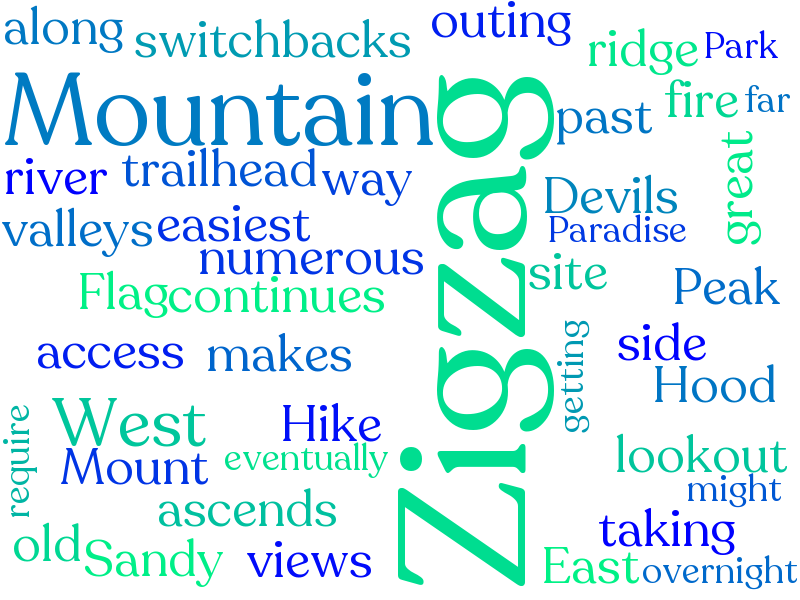 along
switchbacks
outing
ridge
Park
Mountain
past
fire
far
river
trailhead
way
great
valleys
easiest
Devils
Paradise
numerous
site
Flag
continues
Peak
access
makes
Zigzag
getting
side
Hood
West
Hike
require
Mount
eventually
lookout
might
ascends
taking
old
Sandy
views
East
overnight